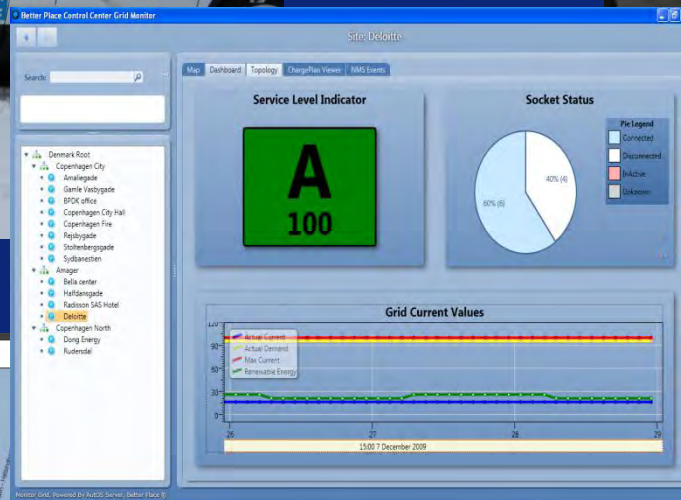 Better Place Control Center Grid Monitor
Site: Deloitte
Search:
Map Dashboard Topology ChargePlan Viewer NMS Events
Denmark Root
Copenhagen City
Amaliegade
Gamle Vasbygade
BPDK office
Copenhagen City Hall
Copenhagen Fire
Rejsbygade
Stoltenbergsgade
Sydbanestien
Amager
Bella center
Halfdansgade
Radisson SAS Hotel
Deloitte
Copenhagen North
Dong Energy
Rudersdal
Service Level Indicator
A
100
Socket Status
60% (6)
40% (4)
Pie Legend
Connected
Disconnected
InActive
Unknown
Grid Current Values
120
90
60
30
0
Actual Current
Actual Demand
Max Current
Renewable Energy
26 27 28 29
15:00 7 December 2009
Monitor Grid, Powered By AutOS Server, Better Place ®